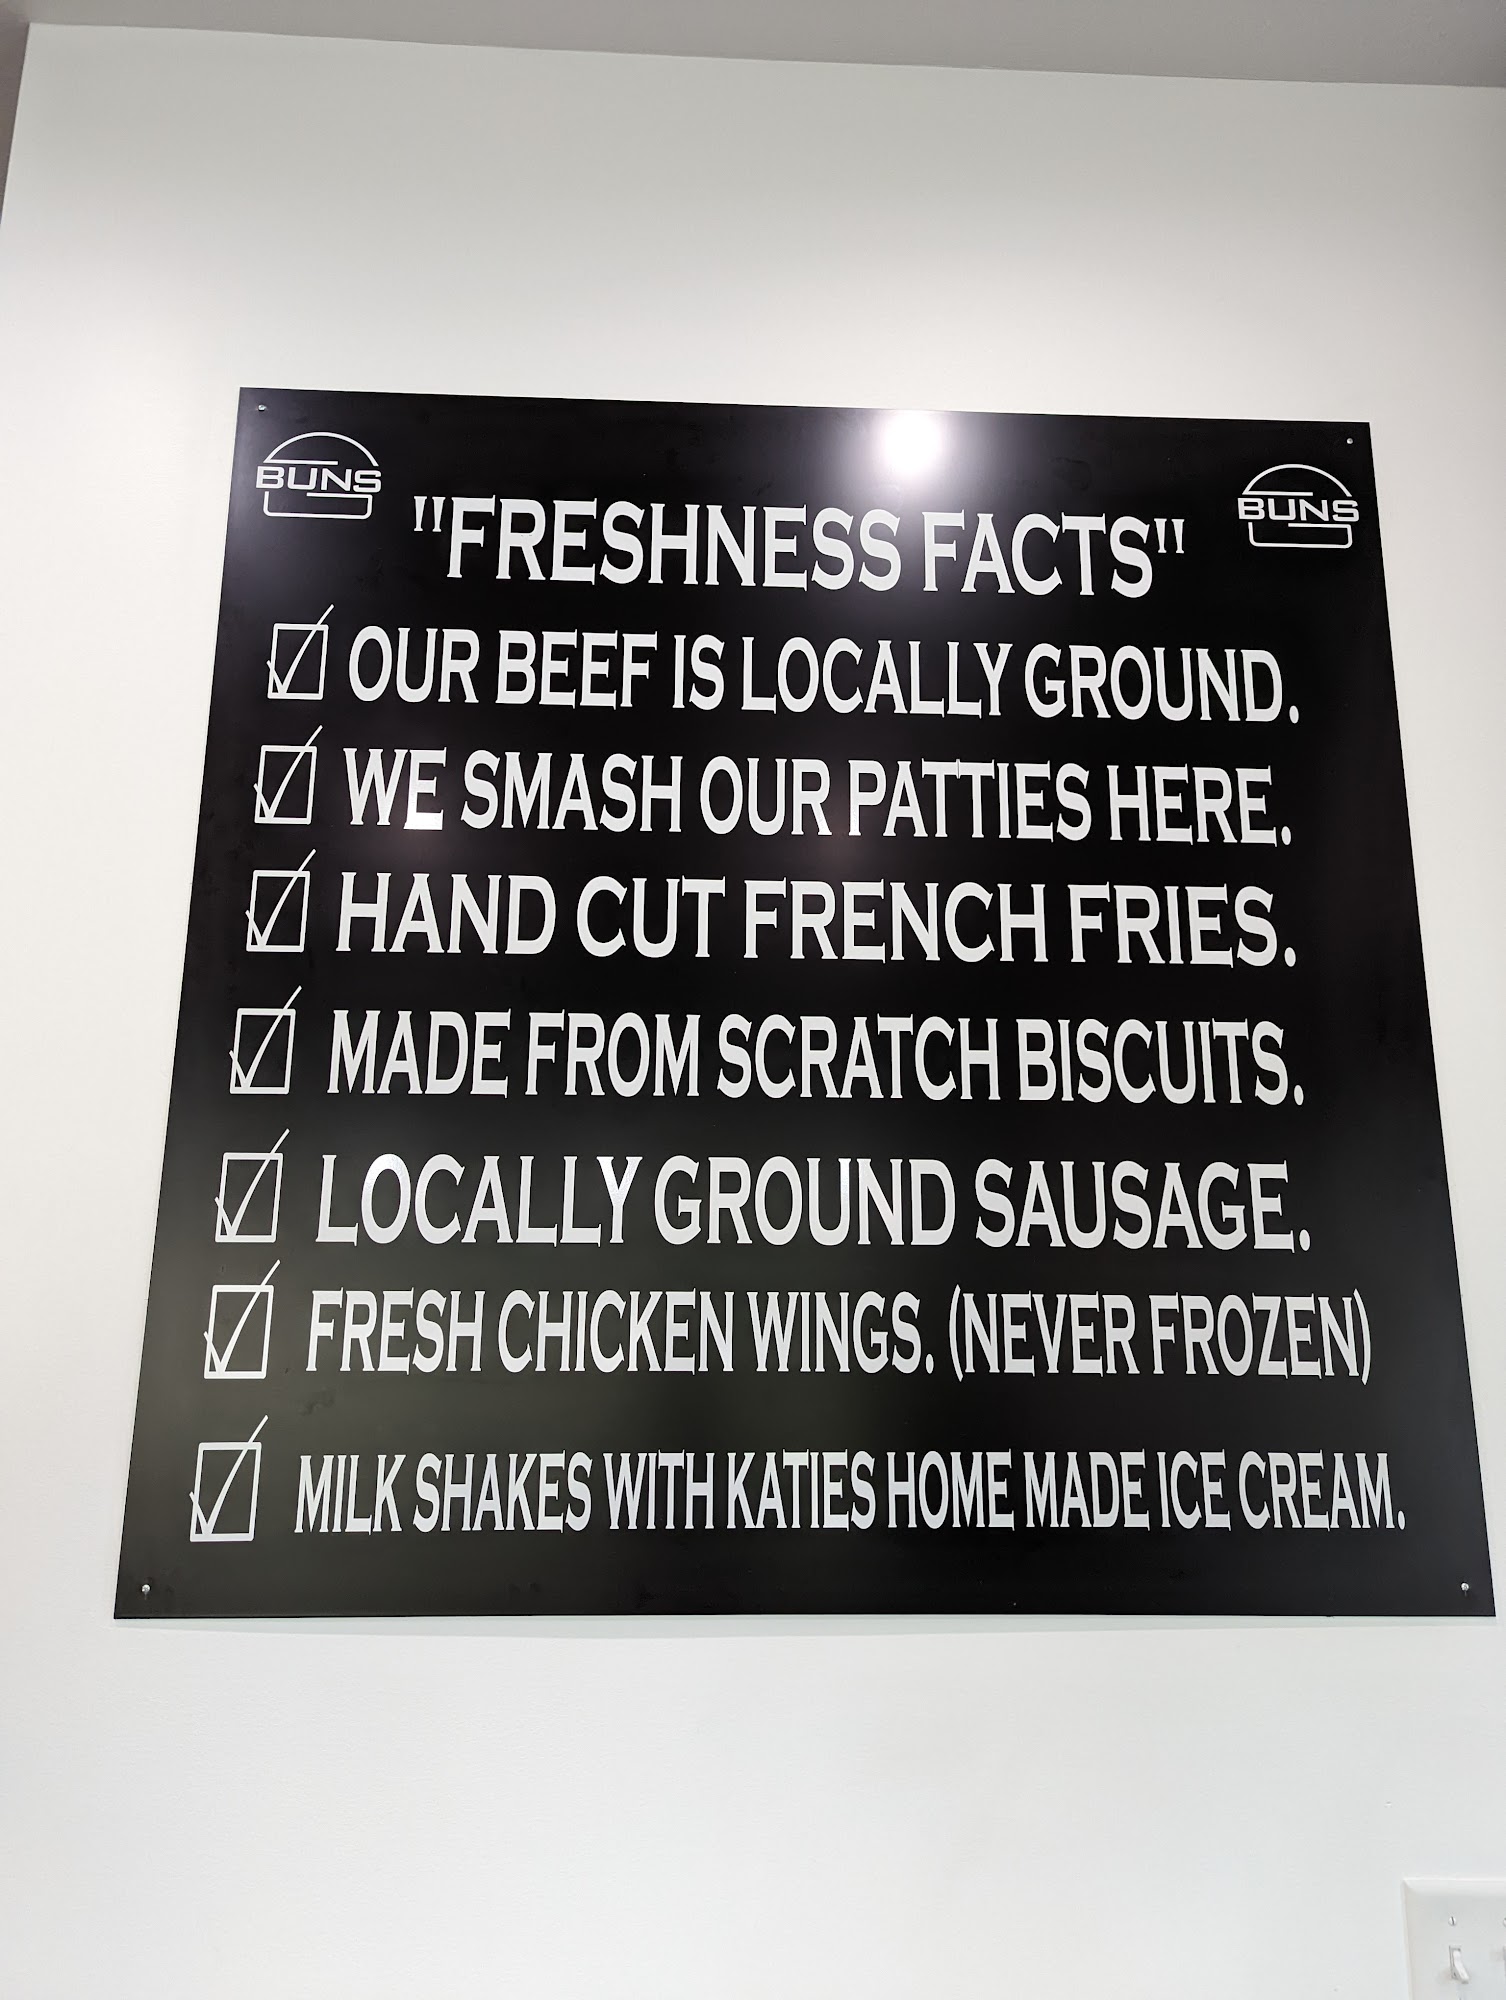 BUNS
BUNS
"FRESHNESS FACTS"
OUR BEEF IS LOCALLY GROUND.
WE SMASH OUR PATTIES HERE.
HAND CUT FRENCH FRIES.
MADE FROM SCRATCH BISCUITS.
LOCALLY GROUND SAUSAGE.
FRESH CHICKEN WINGS. (NEVER FROZEN)
MILK SHAKES WITH KATIES HOME MADE ICE CREAM.